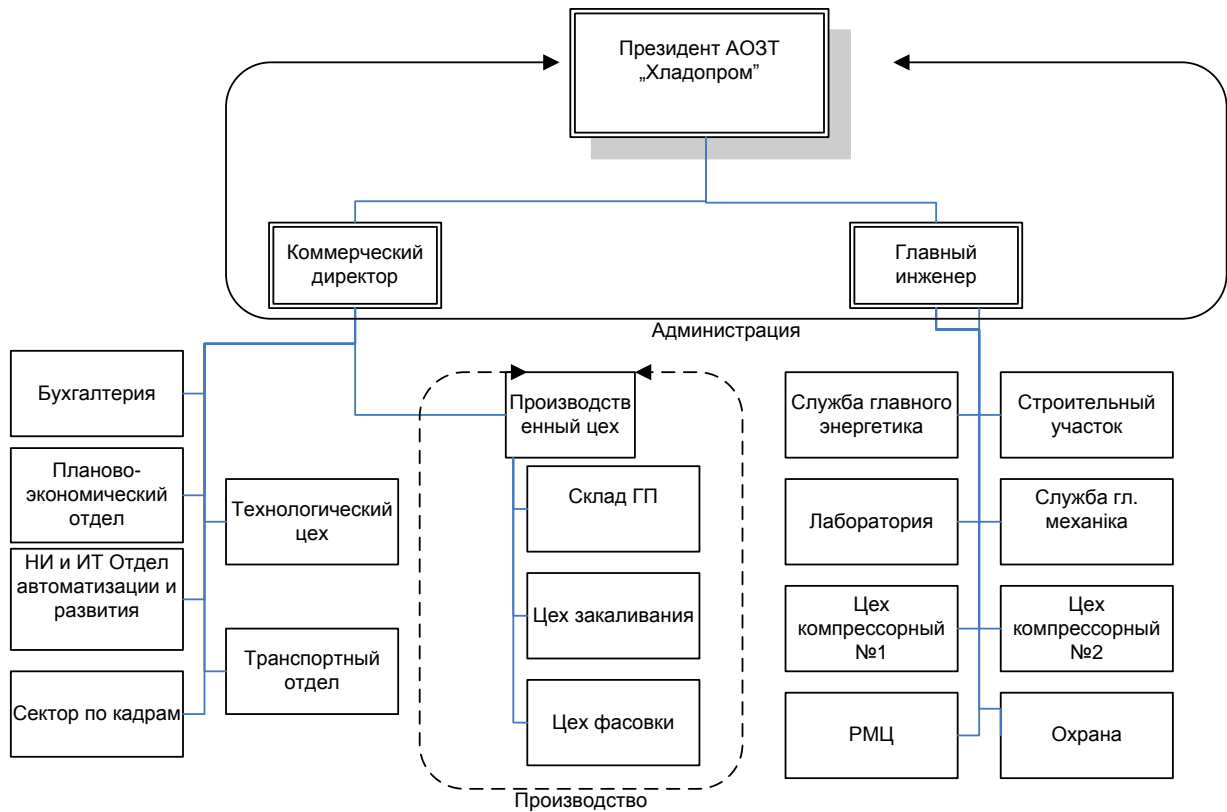 Президент АОЗТ
„Хладопром”
Коммерческий
директор
Главный
инженер
Администрация
Бухгалтерия
Планово-
экономический
отдел
НИ и ИТ Отдел
автоматизации и
развития
Сектор по кадрам
Технологический
цех
Транспортный
отдел
Производств
енный цех
Склад ГП
Цех закаливания
Цех фасовки
Производство
Служба главного
энергетика
Строительный
участок
Лаборатория
Служба гл.
механіка
Цех
компрессорный
№1
Цех
компрессорный
№2
РМЦ
Охрана